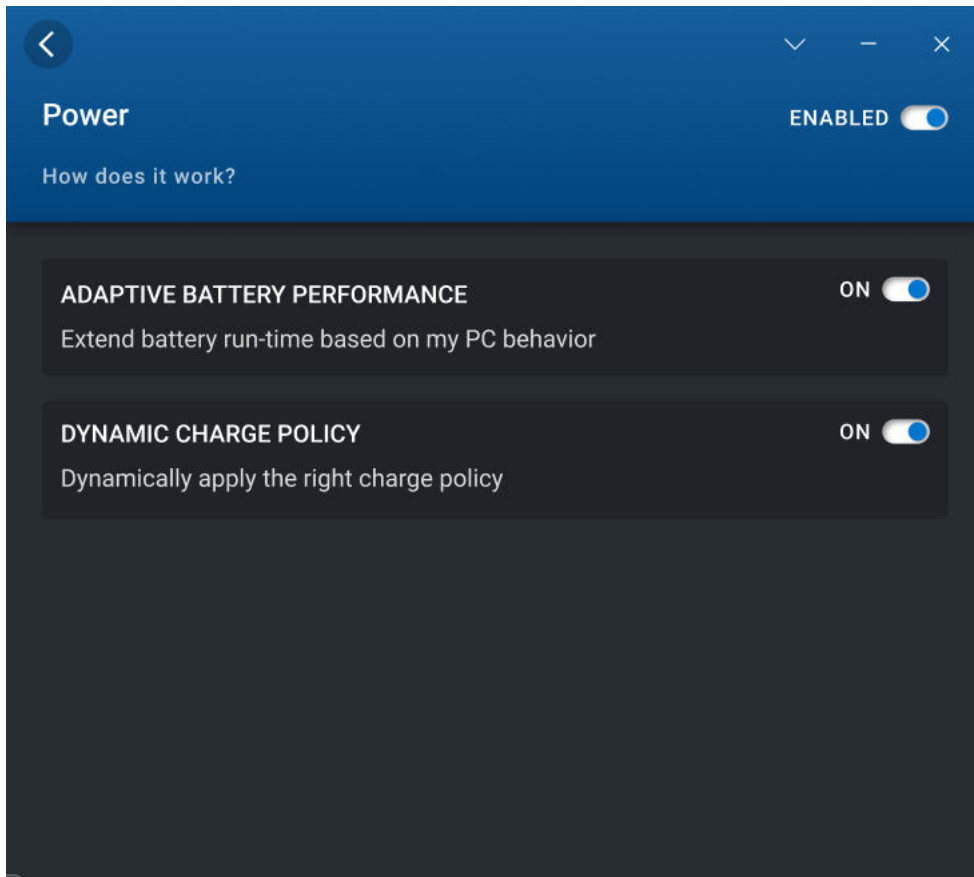 Power
ENABLED
How does it work?
ADAPTIVE BATTERY PERFORMANCE
ON
Extend battery run-time based on my PC behavior
DYNAMIC CHARGE POLICY
ON
Dynamically apply the right charge policy